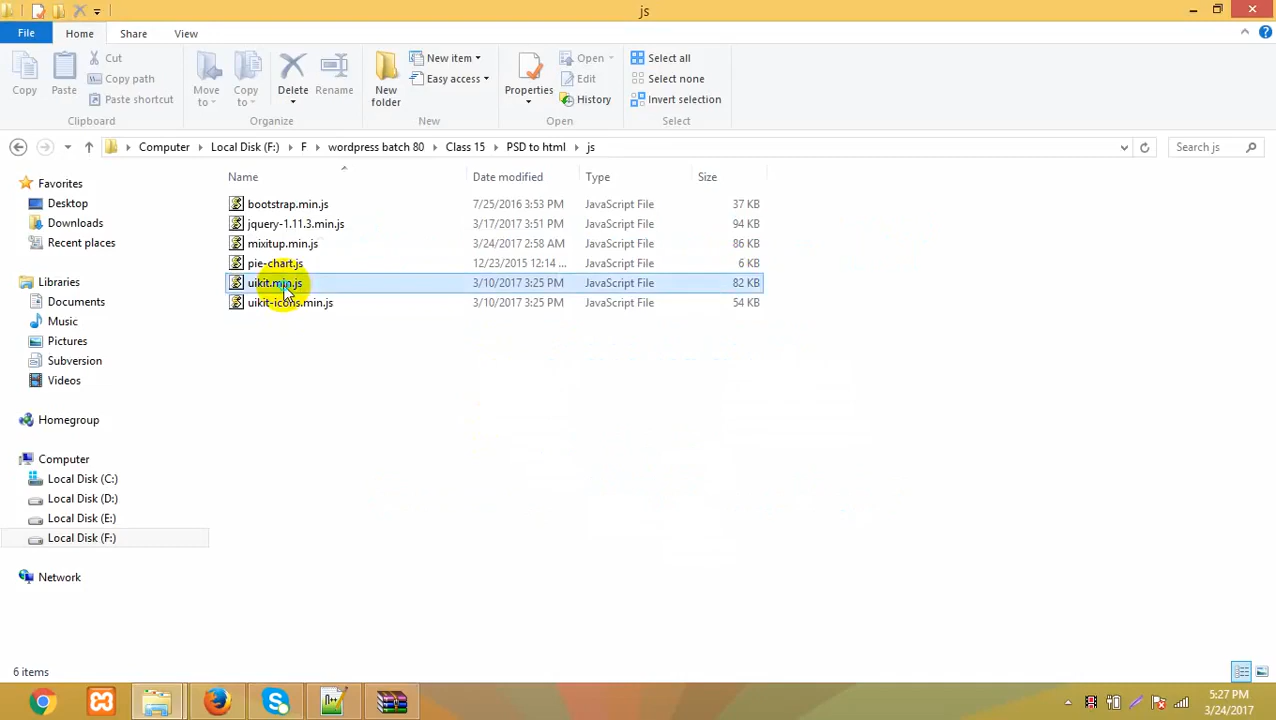 js
File Home Share View
Copy
Paste
Cut
Copy path
Paste shortcut
Clipboard
Move to
Copy to
Delete
Rename
Organize
New folder
New item
Easy access
New
Properties
Open
Edit
History
Open
Select all
Select none
Invert selection
Select
Computer Local Disk (F:) F wordpress batch 80 Class 15 PSD to html js
Search js
Favorites
Desktop
Downloads
Recent places
Libraries
Documents
Music
Pictures
Subversion
Videos
Homegroup
Computer
Local Disk (C:)
Local Disk (D:)
Local Disk (E:)
Local Disk (F:)
Network
Name Date modified Type Size
bootstrap.min.js 7/25/2016 3:53 PM JavaScript File 37 KB
jquery-1.11.3.min.js 3/17/2017 3:51 PM JavaScript File 94 KB
mixitup.min.js 3/24/2017 2:58 AM JavaScript File 86 KB
pie-chart.js 12/23/2015 12:14 ... JavaScript File 6 KB
uikit.min.js 3/10/2017 3:25 PM JavaScript File 82 KB
uikit-icons.min.js 3/10/2017 3:25 PM JavaScript File 54 KB
6 items
5:27 PM
3/24/2017